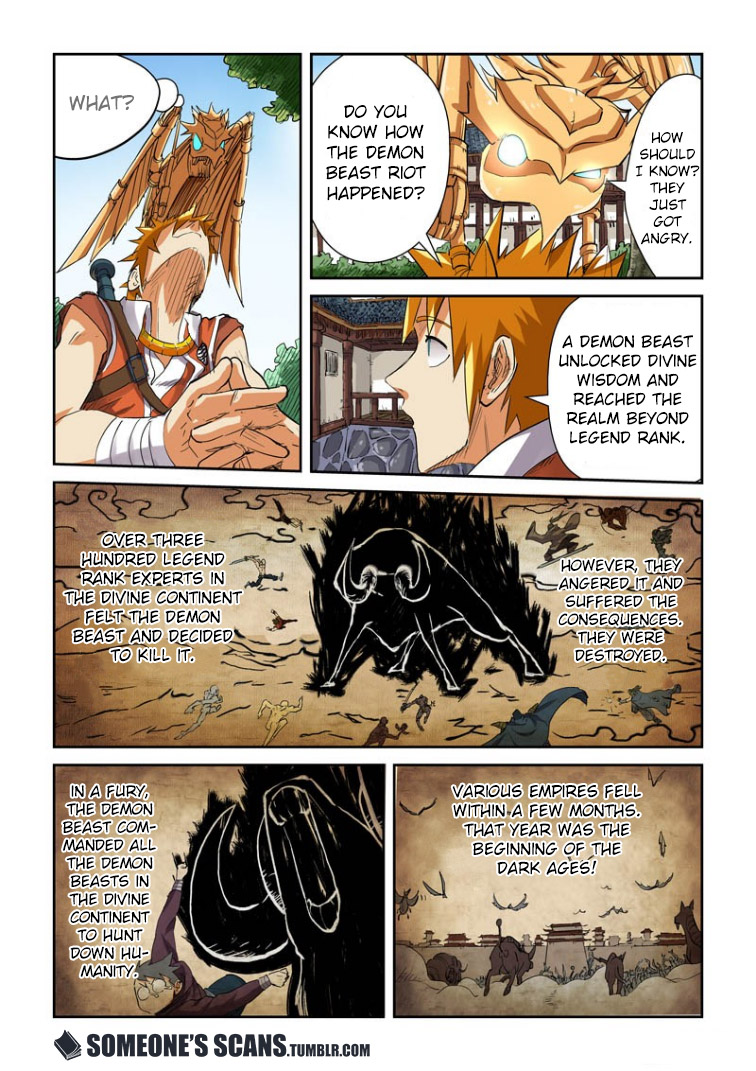 WHAT?
DO YOU
KNOW HOW
THE DEMON
BEAST RIOT
HAPPENED?
HOW
SHOULD
I KNOW?
THEY
JUST
GOT
ANGRY.
A DEMON BEAST
UNLOCKED DIVINE
WISDOM AND
REACHED THE
REALM BEYOND
LEGEND RANK.
OVER THREE
HUNDRED LEGEND
RANK EXPERTS IN
THE DIVINE CONTINENT
FELT THE DEMON
BEAST AND DECIDED
TO KILL IT.
HOWEVER, THEY
ANGERED IT AND
SUFFERED THE
CONSEQUENCES.
THEY WERE
DESTROYED.
IN A FURY,
THE DEMON
BEAST COM-
MANDED ALL
THE DEMON
BEASTS IN
THE DIVINE
CONTINENT
TO HUNT
DOWN HU-
MANITY.
VARIOUS EMPIRES FELL
WITHIN A FEW MONTHS.
THAT YEAR WAS THE
BEGINNING OF THE
DARK AGES!
SOMEONE'S SCANS.TUMBLR.COM